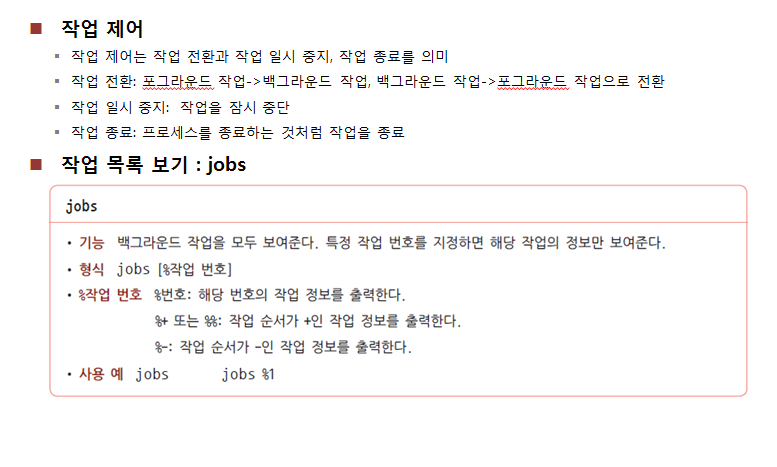 ■ 작업 제어
▪ 작업 제어는 작업 전환과 작업 일시 중지, 작업 종료를 의미
▪ 작업 전환: 포그라운드 작업->백그라운드 작업, 백그라운드 작업->포그라운드 작업으로 전환
▪ 작업 일시 중지: 작업을 잠시 중단
▪ 작업 종료: 프로세스를 종료하는 것처럼 작업을 종료
■ 작업 목록 보기 : jobs
jobs
• 기능 백그라운드 작업을 모두 보여준다. 특정 작업 번호를 지정하면 해당 작업의 정보만 보여준다.
• 형식 jobs [%작업 번호]
• %작업 번호 %번호: 해당 번호의 작업 정보를 출력한다.
%+ 또는 %%: 작업 순서가 +인 작업 정보를 출력한다.
%-: 작업 순서가 -인 작업 정보를 출력한다.
• 사용 예 jobs jobs %1